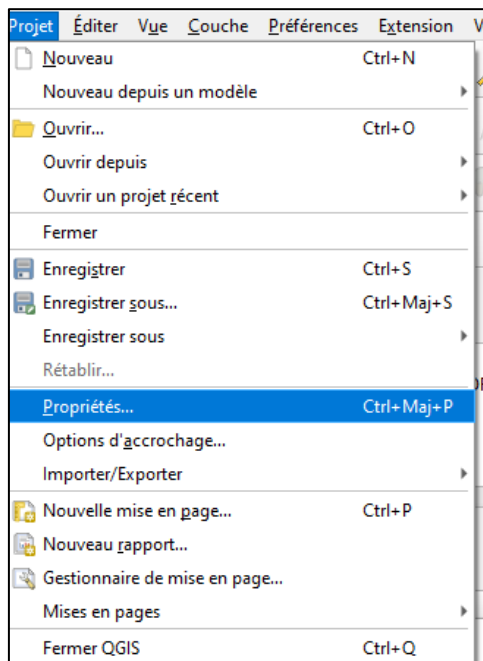 Projet Éditer Vue Couche Préférences Extension
Nouveau Ctrl+N
Nouveau depuis un modèle
Ouvrir... Ctrl+O
Ouvrir depuis
Ouvrir un projet récent
Fermer
Enregistrer Ctrl+S
Enregistrer sous... Ctrl+Maj+S
Enregistrer sous
Rétablir...
Propriétés... Ctrl+Maj+P
Options d'accrochage...
Importer/Exporter
Nouvelle mise en page... Ctrl+P
Nouveau rapport...
Gestionnaire de mise en page...
Mises en pages
Fermer QGIS Ctrl+Q